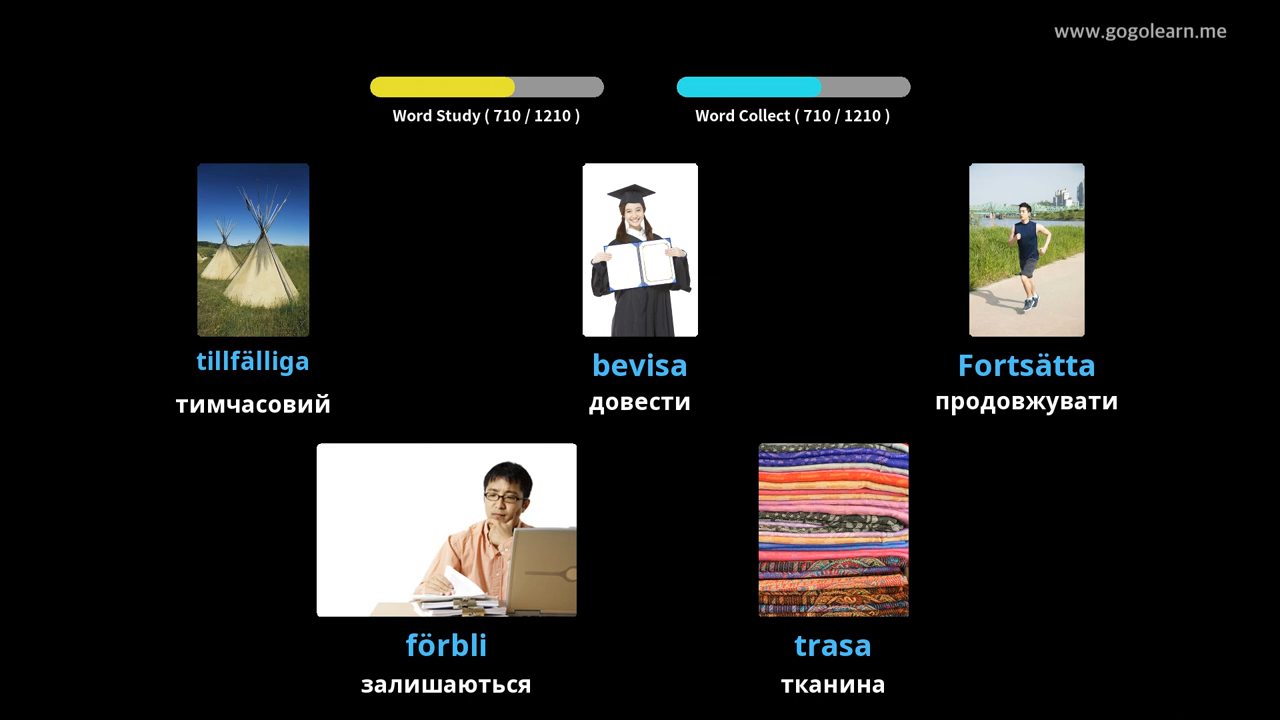 www.gogolearn.me
Word Study ( 710 / 1210 )
Word Collect ( 710 / 1210 )
tillfälliga
тимчасовий
bevisa
довести
Fortsätta
продовжувати
förbli
залишаються
trasa
тканина